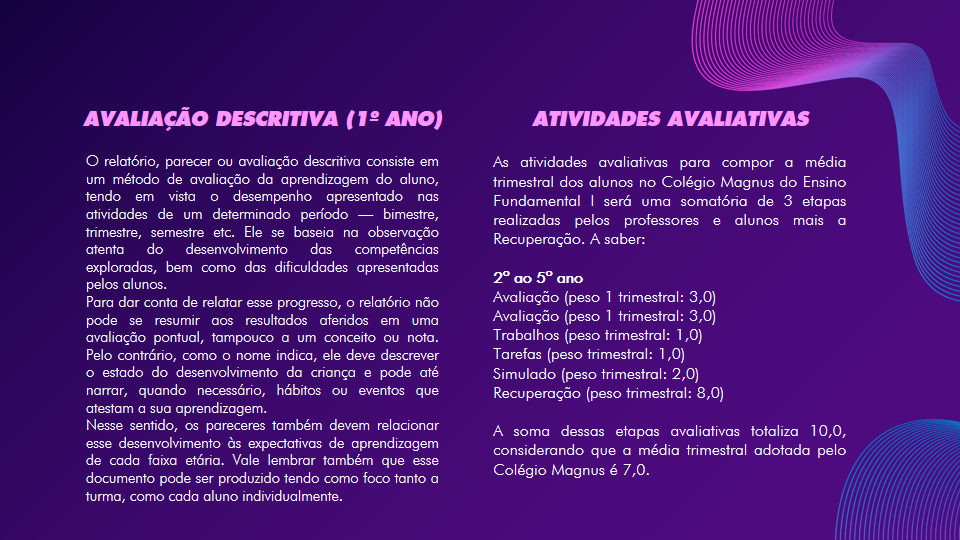 AVALIAÇÃO DESCRITIVA (1º ANO)
O relatório, parecer ou avaliação descritiva consiste em
um método de avaliação da aprendizagem do aluno,
tendo em vista o desempenho apresentado nas
atividades de um determinado período — bimestre,
trimestre, semestre etc. Ele se baseia na observação
atenta do desenvolvimento das competências
exploradas, bem como das dificuldades apresentadas
pelos alunos.
Para dar conta de relatar esse progresso, o relatório não
pode se resumir aos resultados aferidos em uma
avaliação pontual, tampouco a um conceito ou nota.
Pelo contrário, como o nome indica, ele deve descrever
o estado do desenvolvimento da criança e pode até
narrar, quando necessário, hábitos ou eventos que
atestam a sua aprendizagem.
Nesse sentido, os pareceres também devem relacionar
esse desenvolvimento às expectativas de aprendizagem
de cada faixa etária. Vale lembrar também que esse
documento pode ser produzido tendo como foco tanto a
turma, como cada aluno individualmente.
ATIVIDADES AVALIATIVAS
As atividades avaliativas para compor a média
trimestral dos alunos no Colégio Magnus do Ensino
Fundamental I será uma somatória de 3 etapas
realizadas pelos professores e alunos mais a
Recuperação. A saber:
2º ao 5º ano
Avaliação (peso 1 trimestral: 3,0)
Avaliação (peso 1 trimestral: 3,0)
Trabalhos (peso trimestral: 1,0)
Tarefas (peso trimestral: 1,0)
Simulado (peso trimestral: 2,0)
Recuperação (peso trimestral: 8,0)
A soma dessas etapas avaliativas totaliza 10,0,
considerando que a média trimestral adotada pelo
Colégio Magnus é 7,0.